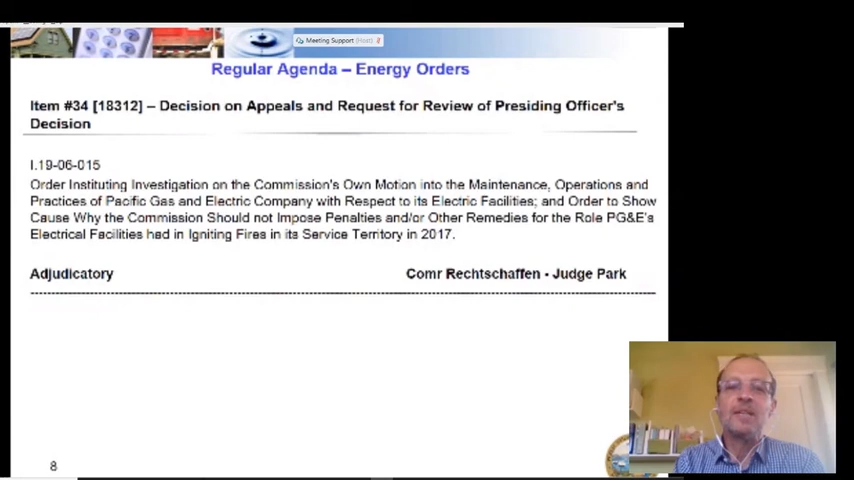 Meeting Support (Host)
Regular Agenda – Energy Orders
Item #34 [18312] – Decision on Appeals and Request for Review of Presiding Officer's
Decision
I.19-06-015
Order Instituting Investigation on the Commission's Own Motion into the Maintenance, Operations and
Practices of Pacific Gas and Electric Company with Respect to its Electric Facilities; and Order to Show
Cause Why the Commission Should not Impose Penalties and/or Other Remedies for the Role PG&E's
Electrical Facilities had in Igniting Fires in its Service Territory in 2017.
Adjudicatory Comr Rechtschaffen - Judge Park
8